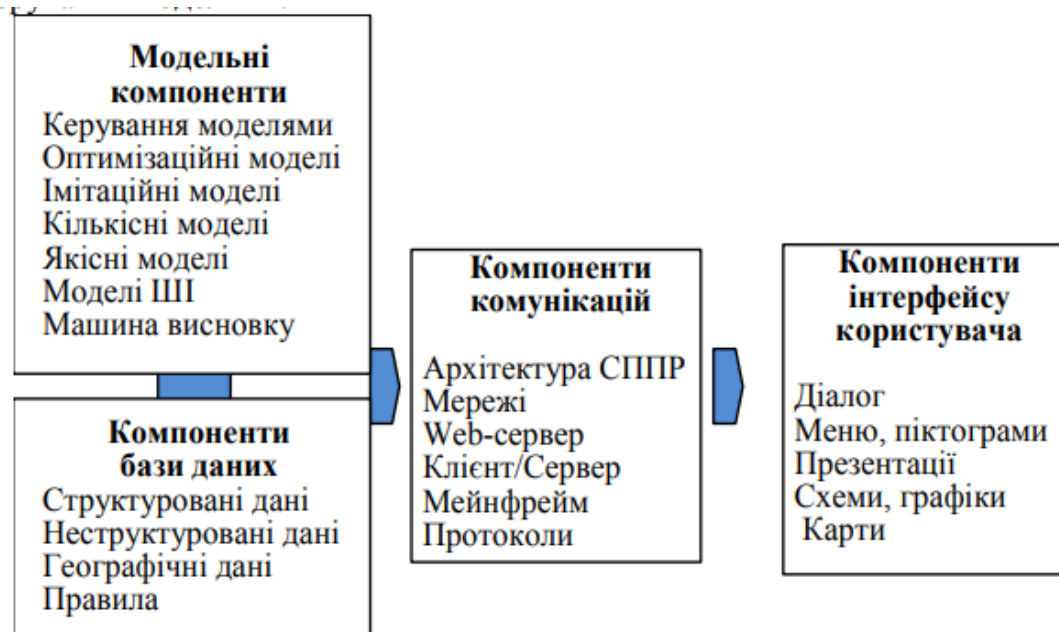 Модельні
компоненти
Керування моделями
Оптимізаційні моделі
Імітаційні моделі
Кількісні моделі
Якісні моделі
Моделі ШІ
Машина висновку
Компоненти
бази даних
Структуровані дані
Неструктуровані дані
Географічні дані
Правила
Компоненти
комунікацій
Архітектура СППР
Мережі
Web-сервер
Клієнт/Сервер
Мейнфрейм
Протоколи
Компоненти
інтерфейсу
користувача
Діалог
Меню, піктограми
Презентації
Схеми, графіки
Карти